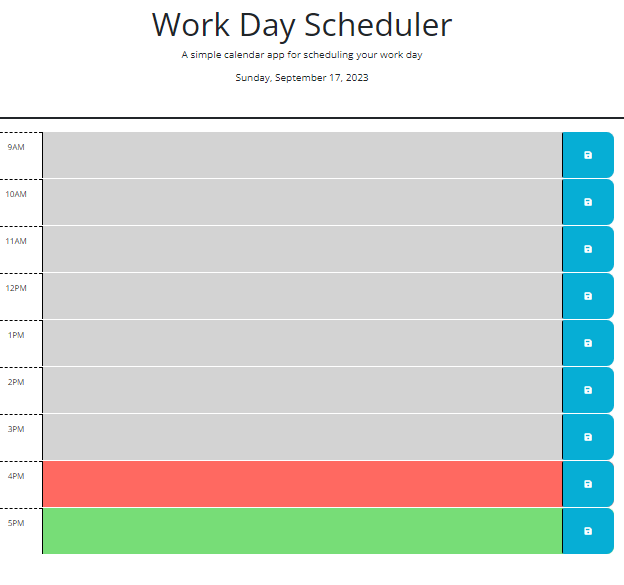 Work Day Scheduler
A simple calendar app for scheduling your work day
Sunday, September 17, 2023
9AM
10AM
11AM
12PM
1PM
2PM
3PM
4PM
5PM